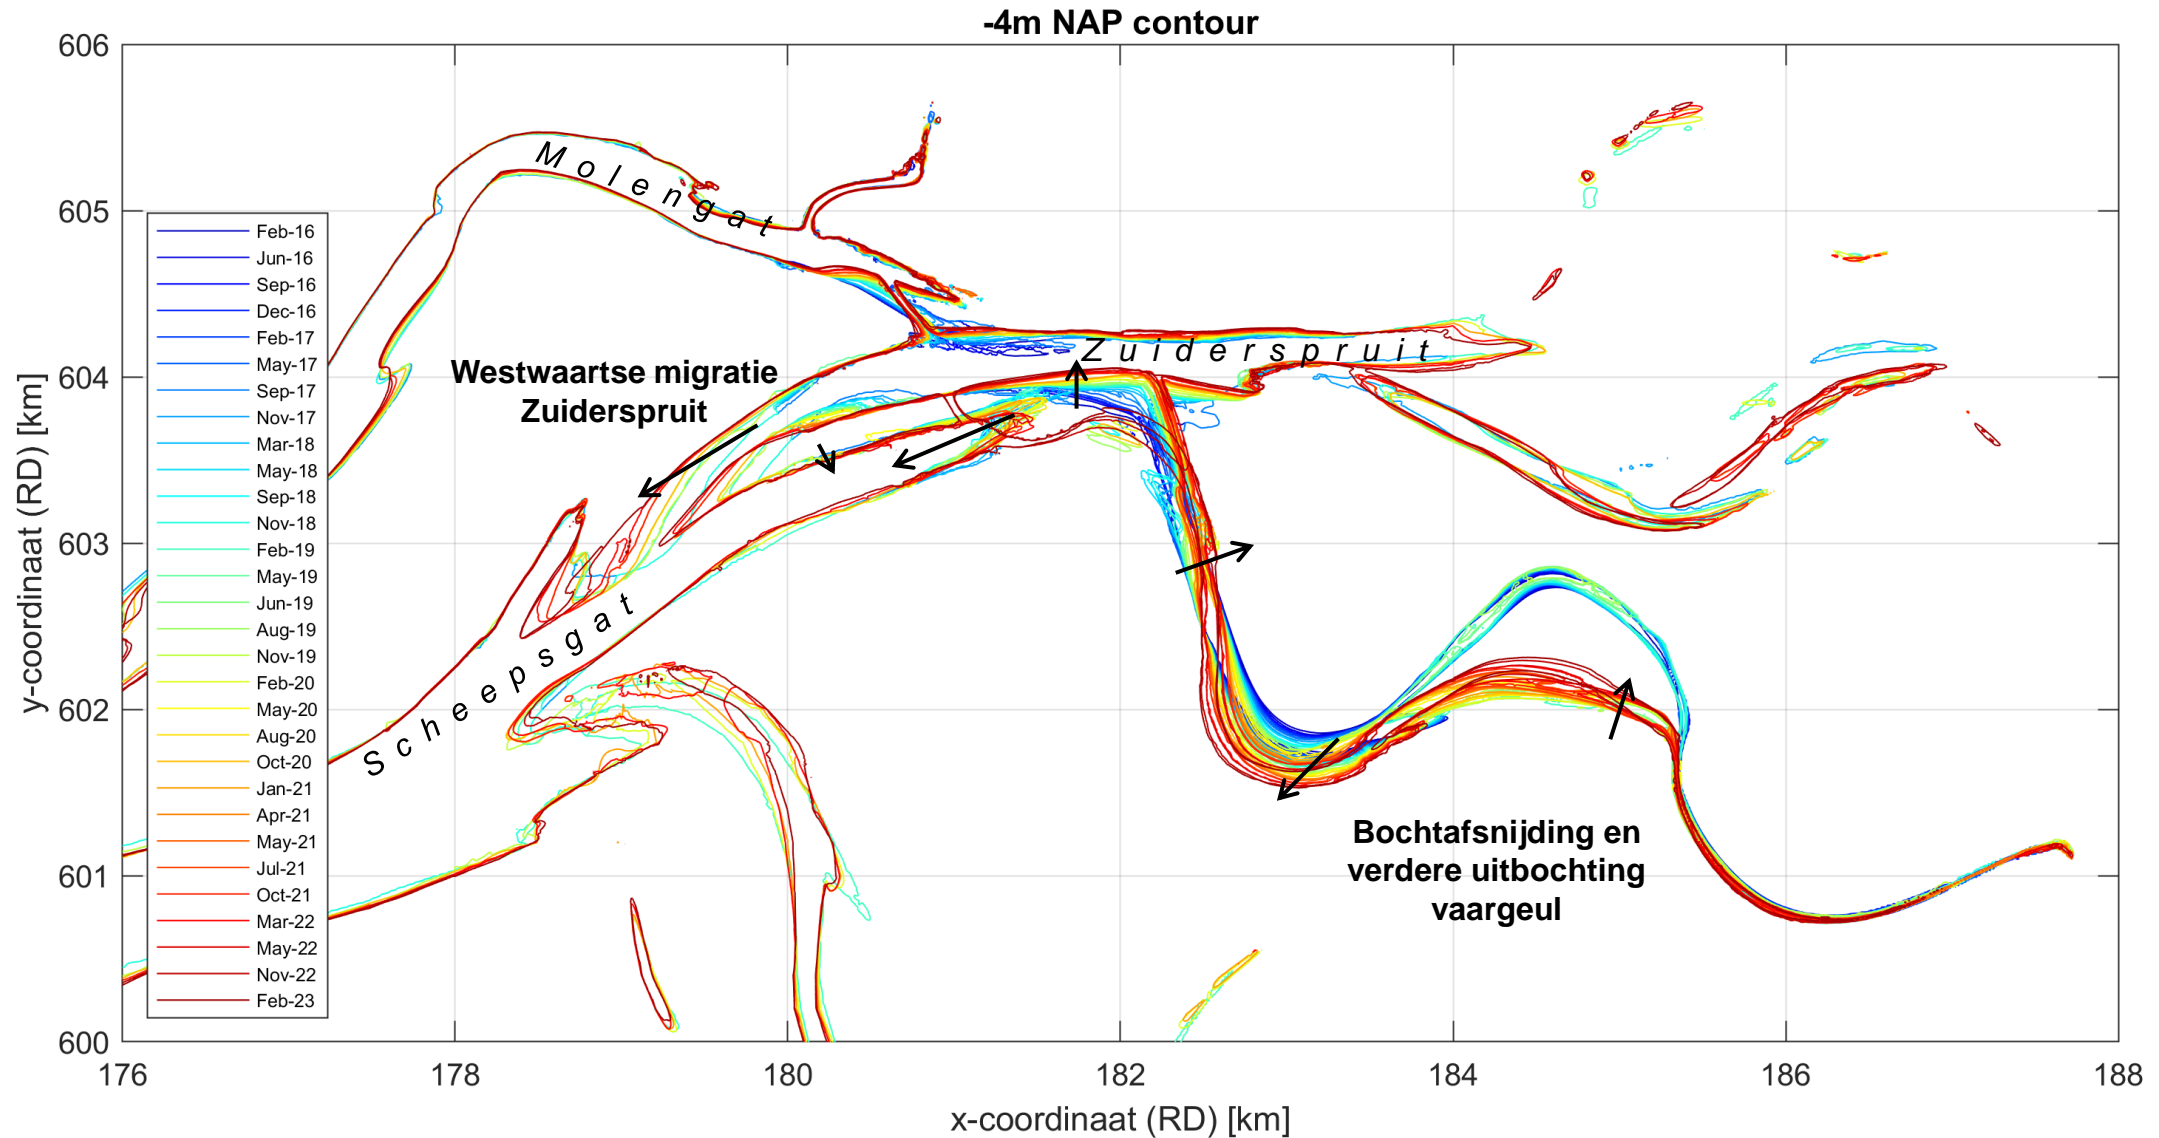 -4m NAP contour
606
605
604
603
602
601
600
y-coordinaat (RD) [km]
Molengat
Zuiderspruit
Westwaartse migratie
Zuiderspruit
Scheepsgat
Bochtafsnijding en
verdere uitbochting
vaargeul
Feb-16
Jun-16
Sep-16
Dec-16
Feb-17
May-17
Sep-17
Nov-17
Mar-18
May-18
Sep-18
Nov-18
Feb-19
May-19
Jun-19
Aug-19
Nov-19
Feb-20
May-20
Aug-20
Oct-20
Jan-21
Apr-21
May-21
Jul-21
Oct-21
Mar-22
May-22
Nov-22
Feb-23
176 178 180 182 184 186 188
x-coordinaat (RD) [km]